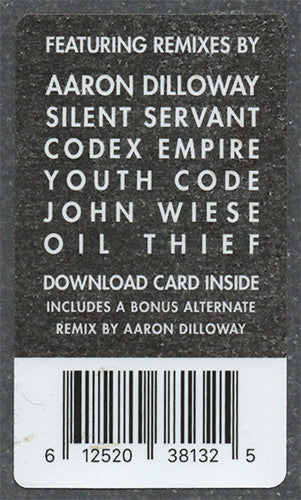 FEATURING REMIXES BY
AARON DILLOWAY
SILENT SERVANT
CODEX EMPIRE
YOUTH CODE
JOHN WIESE
OIL THIEF
DOWNLOAD CARD INSIDE
INCLUDES A BONUS ALTERNATE
REMIX BY AARON DILLOWAY
6 12520 38132 5